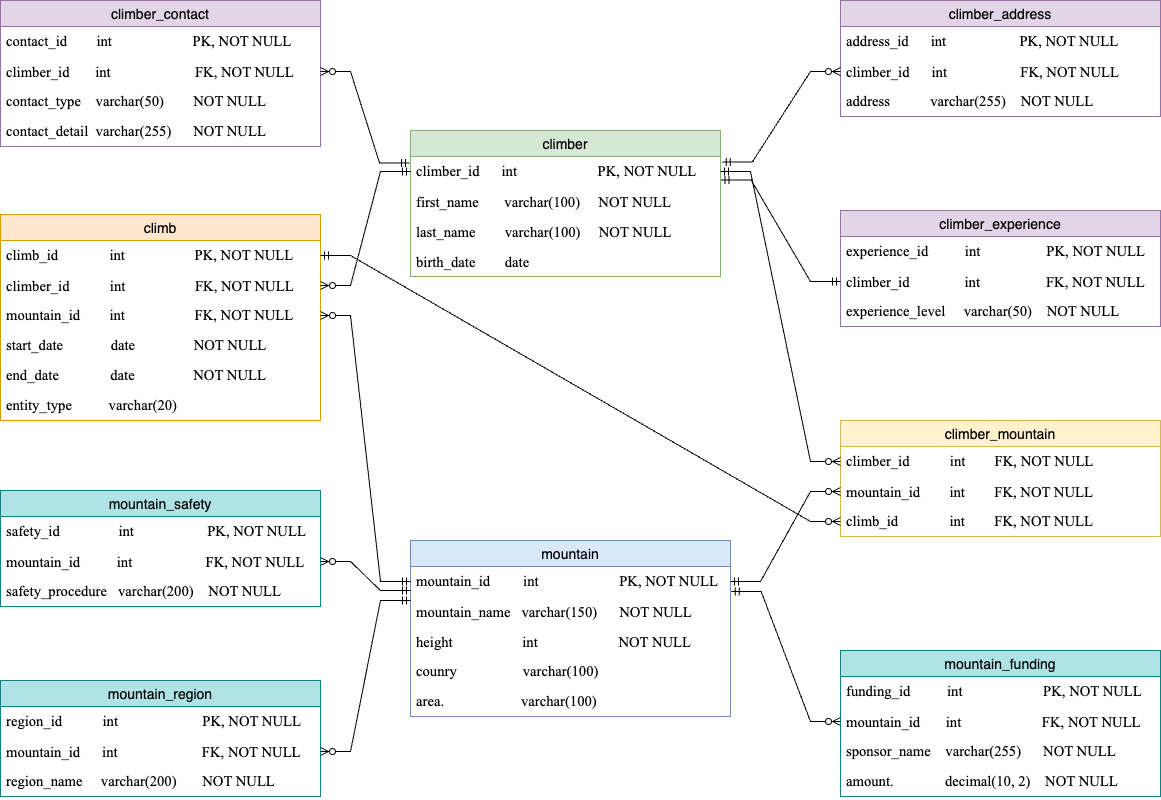 climber_contact
contact_id int PK, NOT NULL
climber_id int FK, NOT NULL
contact_type varchar(50) NOT NULL
contact_detail varchar(255) NOT NULL
climber_address
address_id int PK, NOT NULL
climber_id int FK, NOT NULL
address varchar(255) NOT NULL
climber
climber_id int PK, NOT NULL
first_name varchar(100) NOT NULL
last_name varchar(100) NOT NULL
birth_date date
climb
climb_id int PK, NOT NULL
climber_id int FK, NOT NULL
mountain_id int FK, NOT NULL
start_date date NOT NULL
end_date date NOT NULL
entity_type varchar(20)
climber_experience
experience_id int PK, NOT NULL
climber_id int FK, NOT NULL
experience_level varchar(50) NOT NULL
climber_mountain
climber_id int FK, NOT NULL
mountain_id int FK, NOT NULL
climb_id int FK, NOT NULL
mountain_safety
safety_id int PK, NOT NULL
mountain_id int FK, NOT NULL
safety_procedure varchar(200) NOT NULL
mountain
mountain_id int PK, NOT NULL
mountain_name varchar(150) NOT NULL
height int NOT NULL
counry varchar(100)
area. varchar(100)
mountain_region
region_id int PK, NOT NULL
mountain_id int FK, NOT NULL
region_name varchar(200) NOT NULL
mountain_funding
funding_id int PK, NOT NULL
mountain_id int FK, NOT NULL
sponsor_name varchar(255) NOT NULL
amount. decimal(10, 2) NOT NULL